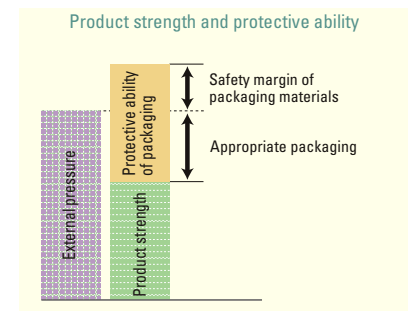 Product strength and protective ability
Safety margin of
packaging materials
Appropriate packaging
External pressure
Protective ability
of packaging
Product strength